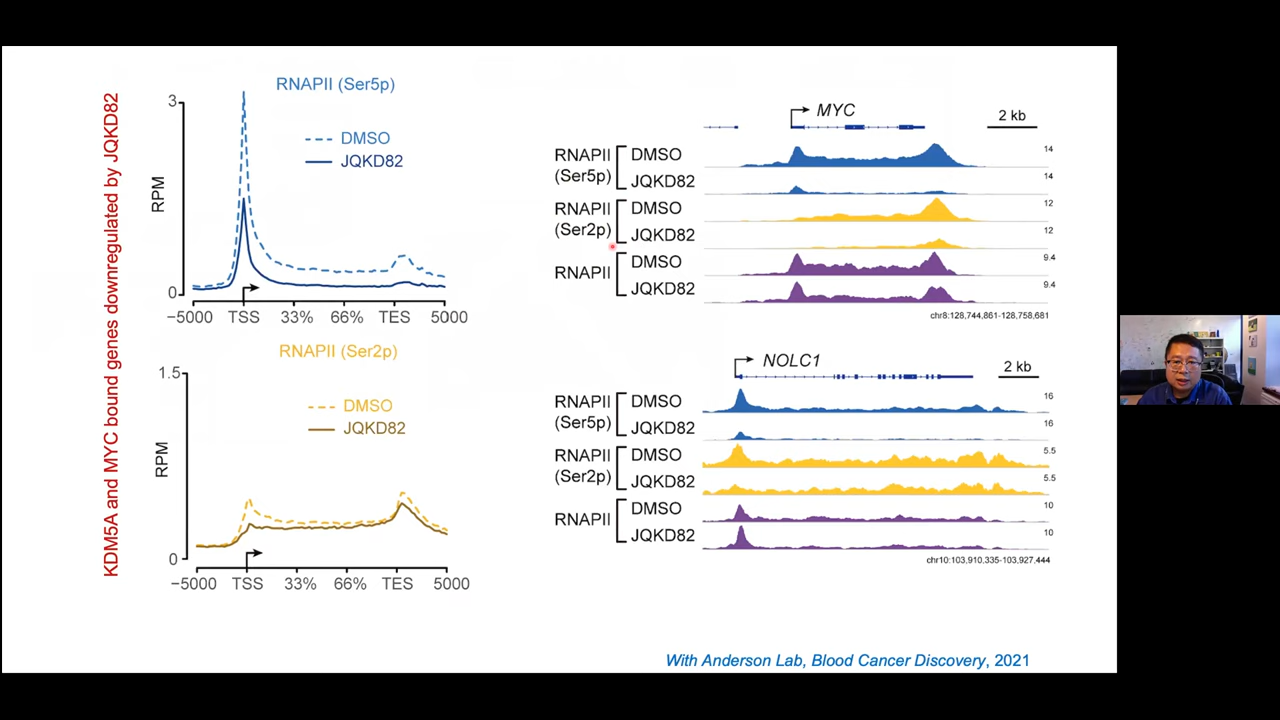 KDM5A and MYC bound genes downregulated by JQKD82
RNAPII (Ser5p)
3
DMSO
JQKD82
RPM
0
−5000 TSS 33% 66% TES 5000
RNAPII (Ser2p)
1.5
DMSO
JQKD82
RPM
0
−5000 TSS 33% 66% TES 5000
MYC
2 kb
RNAPII (Ser5p) DMSO 14
JQKD82 14
RNAPII (Ser2p) DMSO 12
JQKD82 12
RNAPII DMSO 9.4
JQKD82 9.4
chr8:128,744,861-128,758,681
NOLC1
2 kb
RNAPII (Ser5p) DMSO 16
JQKD82 16
RNAPII (Ser2p) DMSO 5.5
JQKD82 5.5
RNAPII DMSO 10
JQKD82 10
chr10:103,910,335-103,927,444
With Anderson Lab, Blood Cancer Discovery, 2021